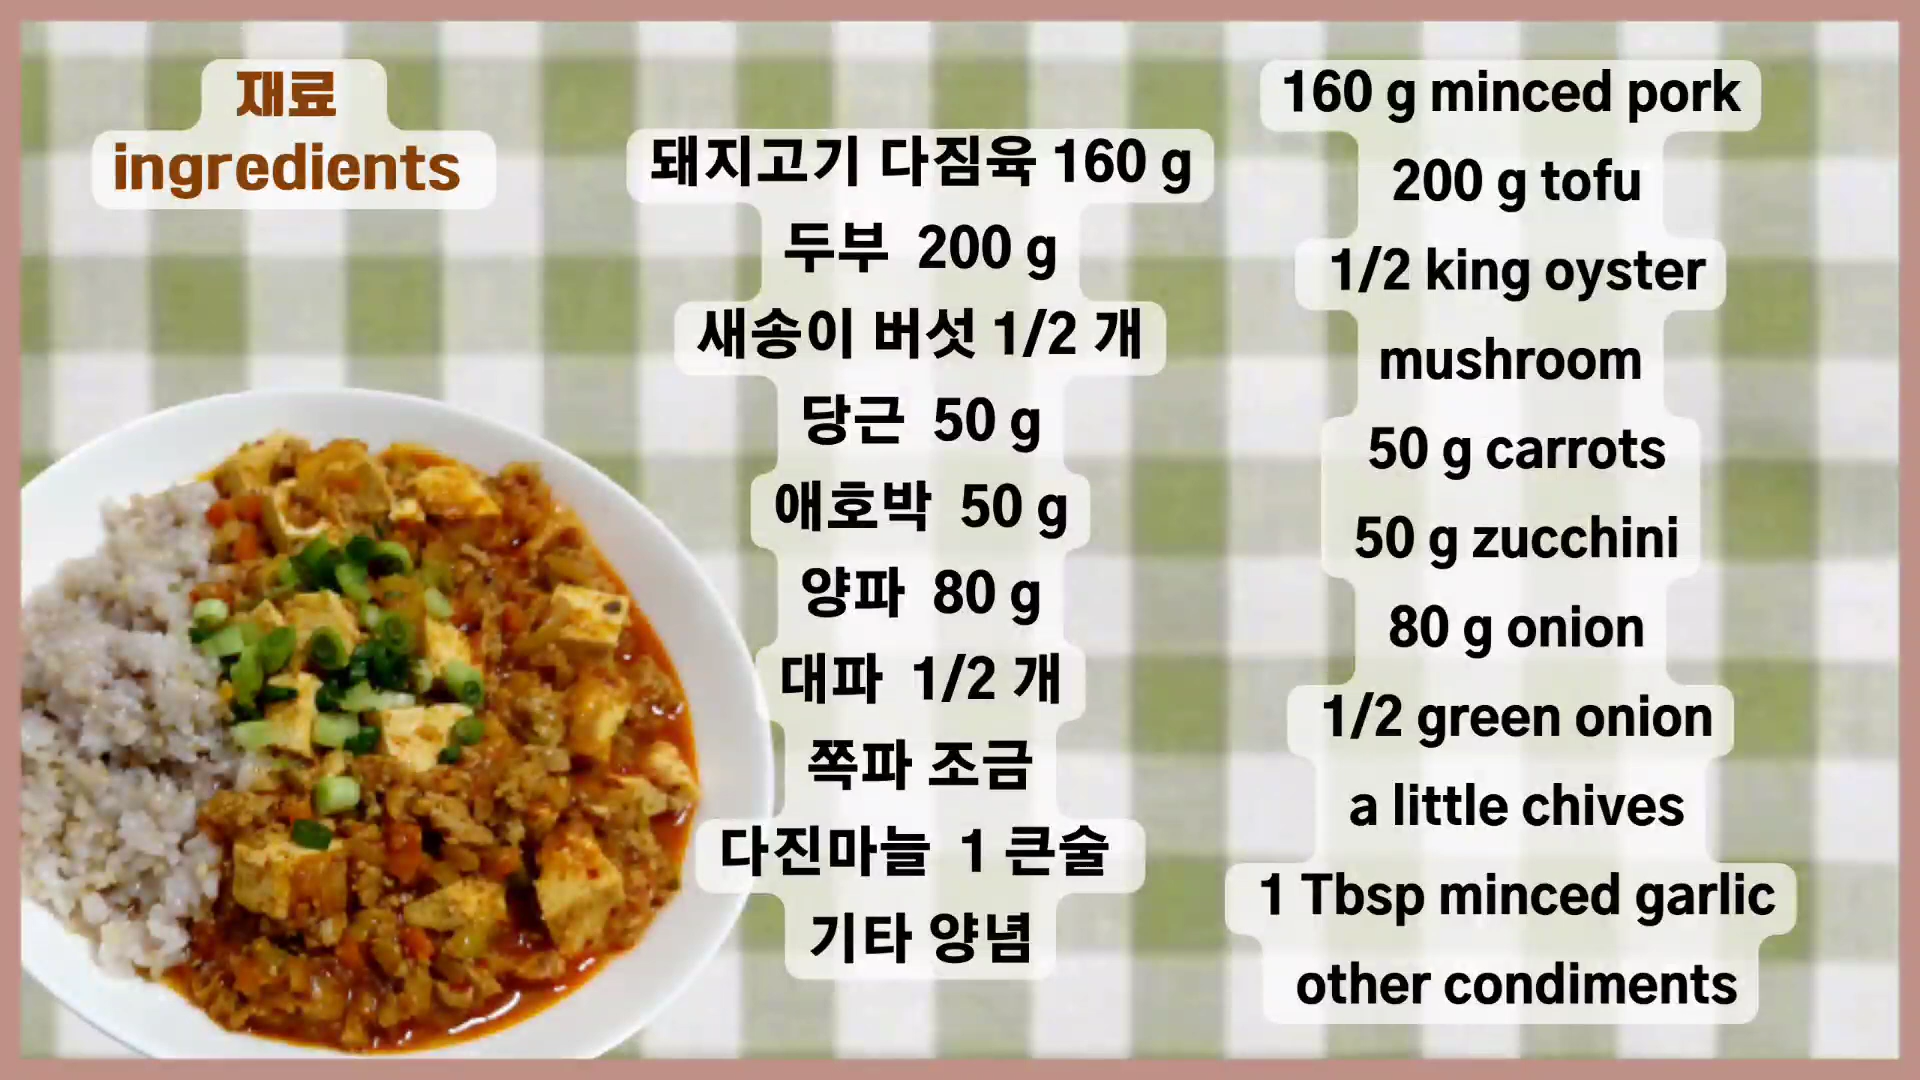 재료
ingredients
돼지고기 다짐육 160 g
두부 200 g
새송이 버섯 1/2 개
당근 50 g
애호박 50 g
양파 80 g
대파 1/2 개
쪽파 조금
다진마늘 1 큰술
기타 양념
160 g minced pork
200 g tofu
1/2 king oyster
mushroom
50 g carrots
50 g zucchini
80 g onion
1/2 green onion
a little chives
1 Tbsp minced garlic
other condiments